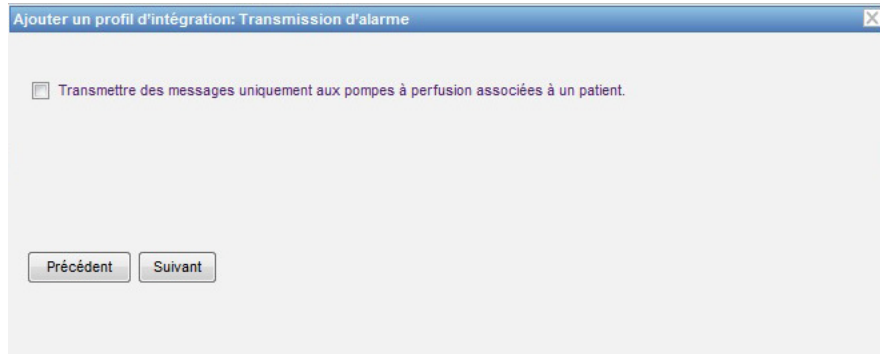 Ajouter un profil d'intégration: Transmission d'alarme
Transmettre des messages uniquement aux pompes à perfusion associées à un patient.
Précédent Suivant